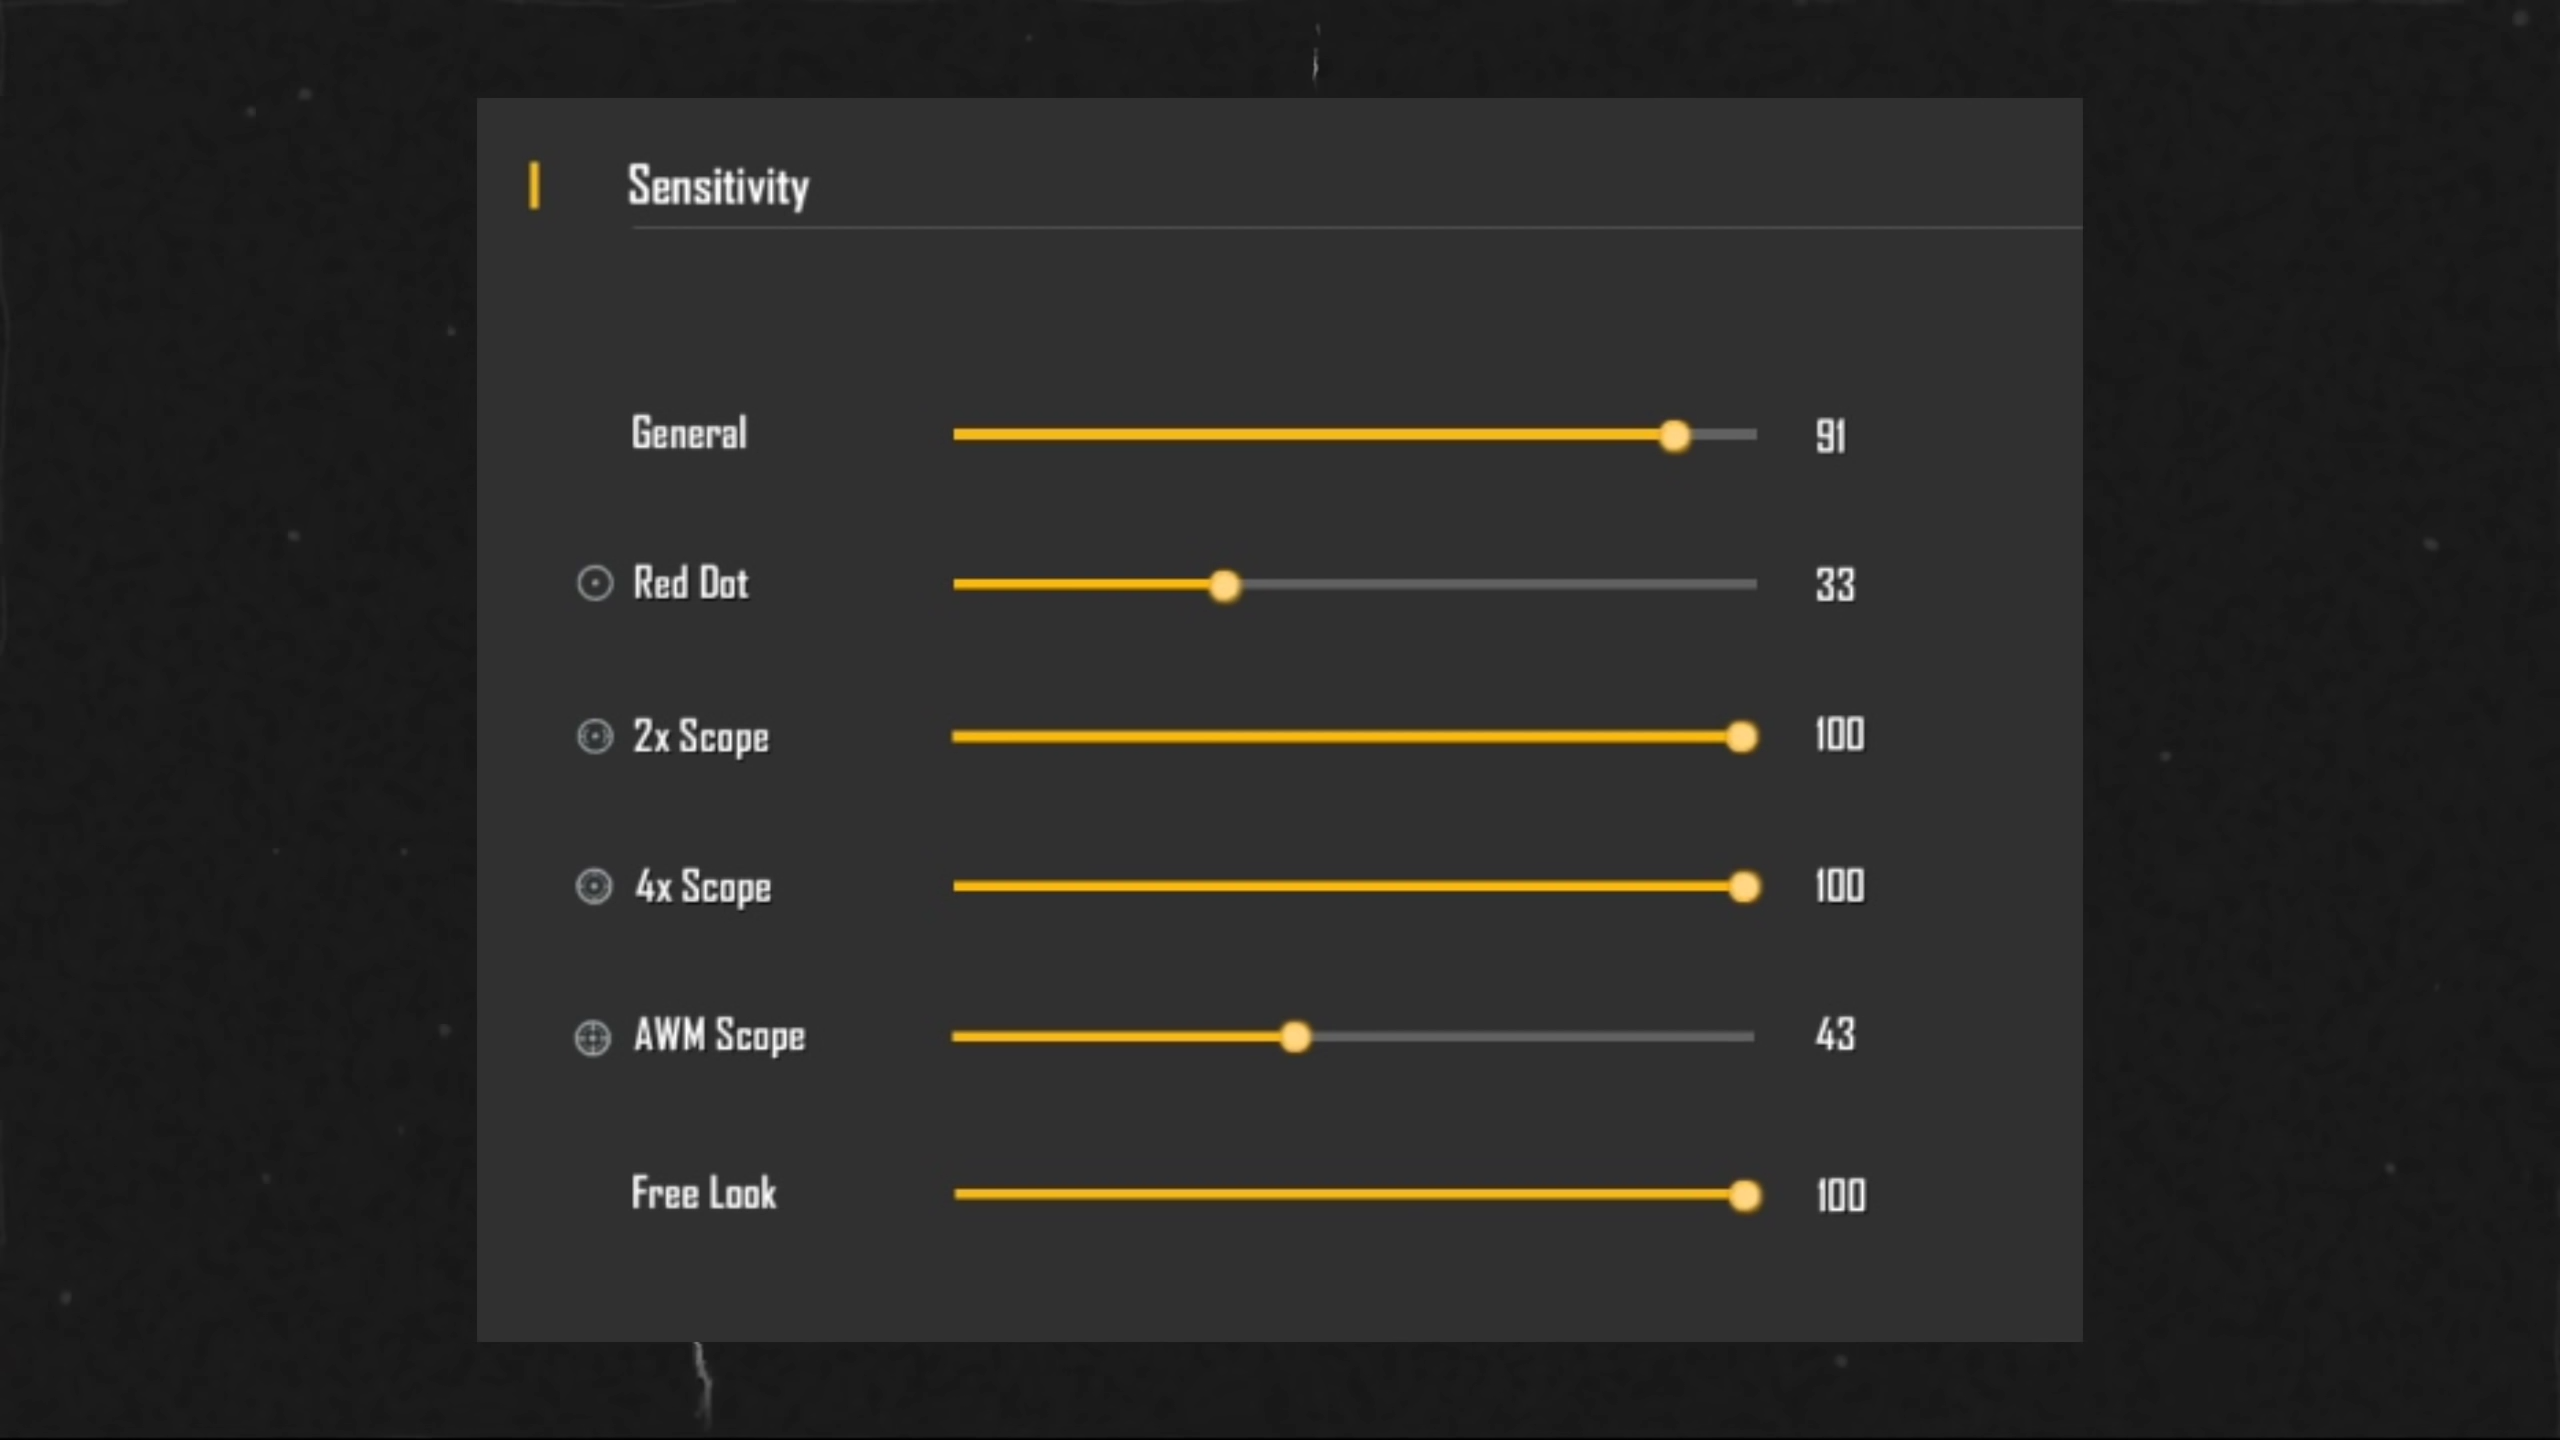 Sensitivity
General 91
Red Dot 33
2x Scope 100
4x Scope 100
AWM Scope 43
Free Look 100